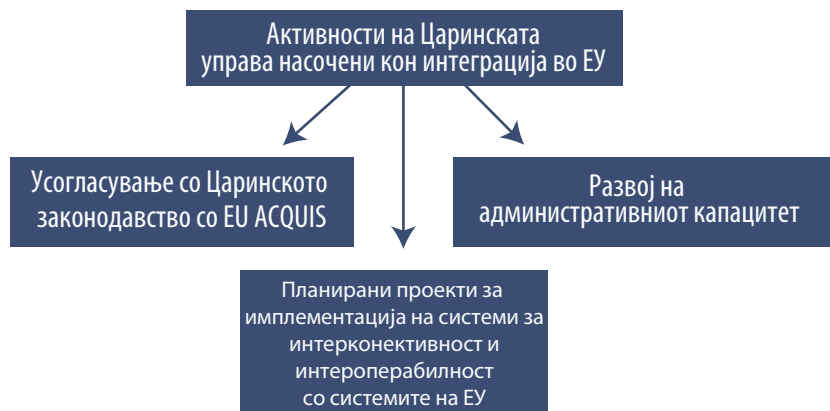 Активности на Царинската
управа насочени кон интеграција во ЕУ
Усогласување со Царинското
законодавство со EU ACQUIS
Развој на
административниот капацитет
Планирани проекти за
имплементација на системи за
интерконективност и
интероперабилност
со системите на ЕУ